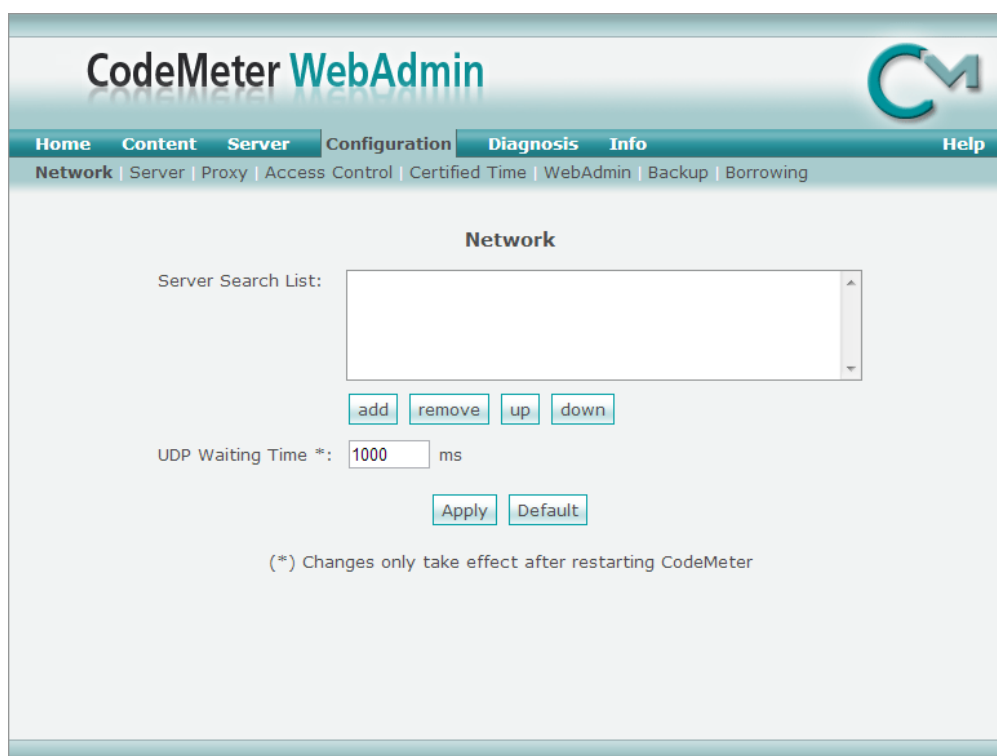 CodeMeter WebAdmin
CM
Home Content Server Configuration Diagnosis Info Help
Network | Server | Proxy | Access Control | Certified Time | WebAdmin | Backup | Borrowing
Network
Server Search List:
add remove up down
UDP Waiting Time *: 1000 ms
Apply Default
(*) Changes only take effect after restarting CodeMeter